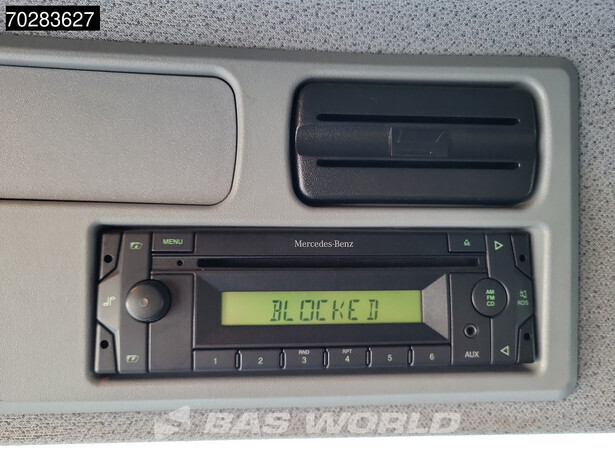 70283627
MENU
Mercedes-Benz
AM
FM
CD
RDS
BLOCKED
RND
RPT
1 2 3 4 5 6
AUX
BAS WORLD